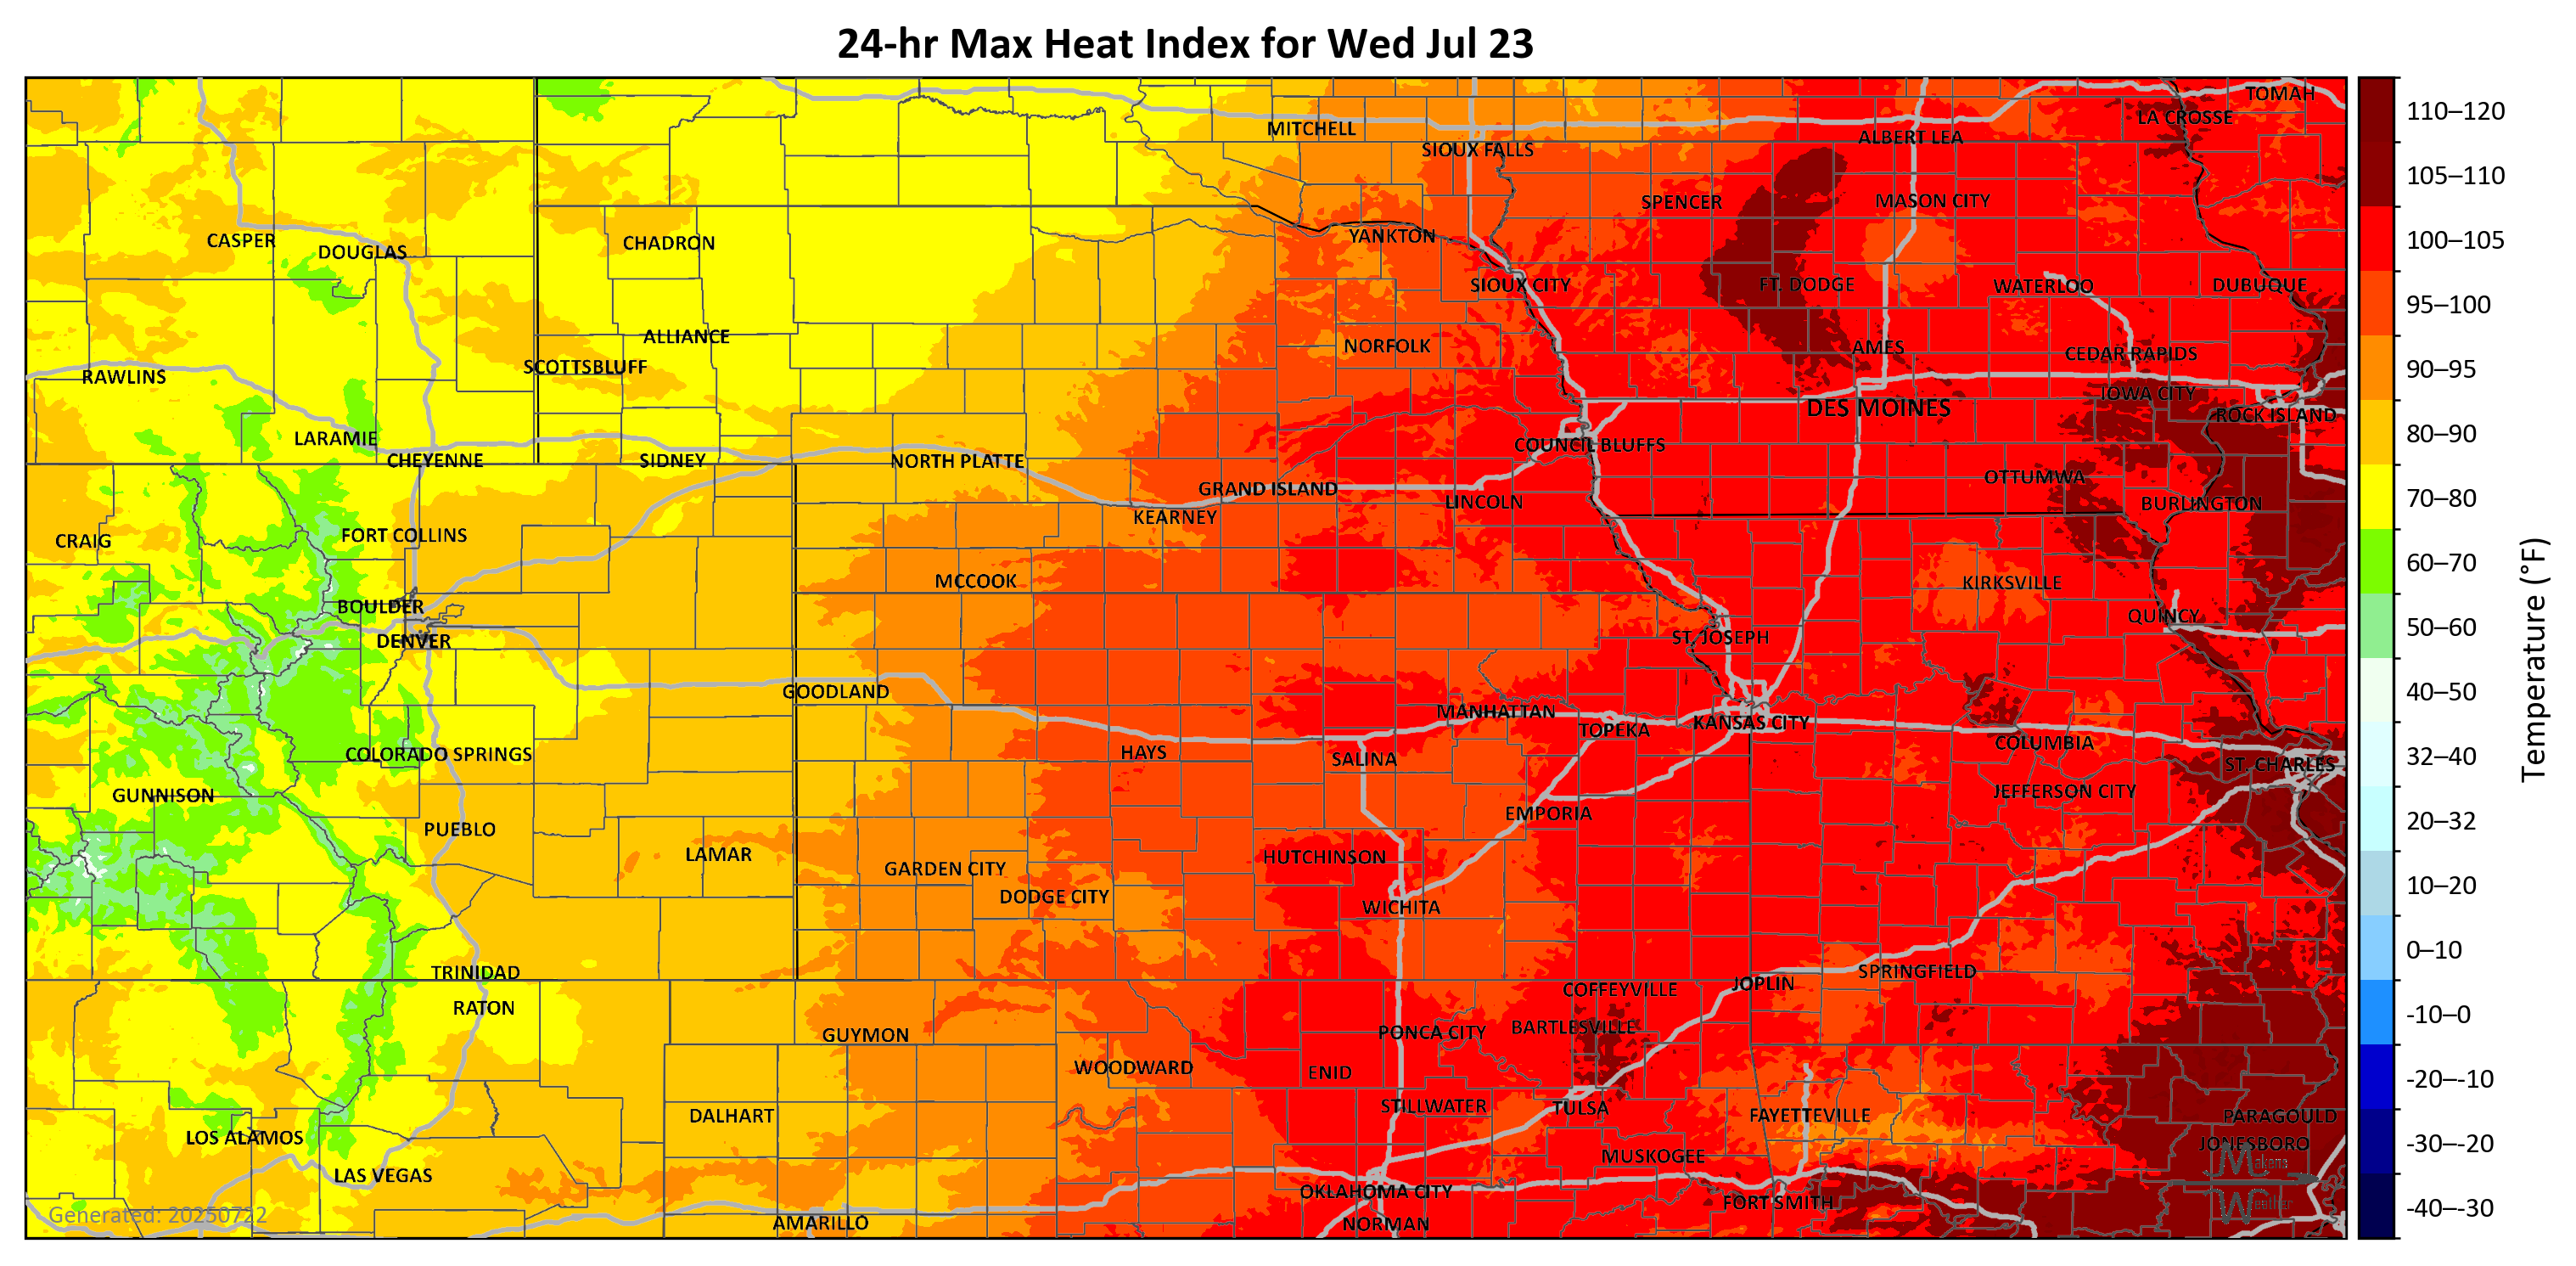 24-hr Max Heat Index for Wed Jul 23
TOMAH
LA CROSSE
MITCHELL
ALBERT LEA
SIOUX FALLS
SPENCER
MASON CITY
CASPER
DOUGLAS
CHADRON
YANKTON
SIOUX CITY
FT. DODGE
WATERLOO
DUBUQUE
ALLIANCE
NORFOLK
AMES
CEDAR RAPIDS
SCOTTSBLUFF
RAWLINS
IOWA CITY
DES MOINES
ROCK ISLAND
LARAMIE
COUNCIL BLUFFS
CHEYENNE
SIDNEY
NORTH PLATTE
OTTUMWA
GRAND ISLAND
LINCOLN
BURLINGTON
KEARNEY
FORT COLLINS
CRAIG
MCCOOK
KIRKSVILLE
BOULDER
QUINCY
DENVER
ST. JOSEPH
GOODLAND
MANHATTAN
TOPEKA
KANSAS CITY
COLUMBIA
COLORADO SPRINGS
HAYS
SALINA
ST. CHARLES
GUNNISON
JEFFERSON CITY
EMPORIA
PUEBLO
LAMAR
HUTCHINSON
GARDEN CITY
DODGE CITY
WICHITA
TRINIDAD
SPRINGFIELD
JOPLIN
COFFEYVILLE
RATON
GUYMON
PONCA CITY
BARTLESVILLE
WOODWARD
ENID
DALHART
STILLWATER
TULSA
FAYETTEVILLE
PARAGOULD
LOS ALAMOS
JONESBORO
MUSKOGEE
LAS VEGAS
OKLAHOMA CITY
FORT SMITH
AMARILLO
NORMAN
Generated: 20250722
Makens
Weather
110–120
105–110
100–105
95–100
90–95
80–90
70–80
60–70
50–60
40–50
32–40
20–32
10–20
0–10
-10–0
-20–-10
-30–-20
-40–-30
Temperature (°F)